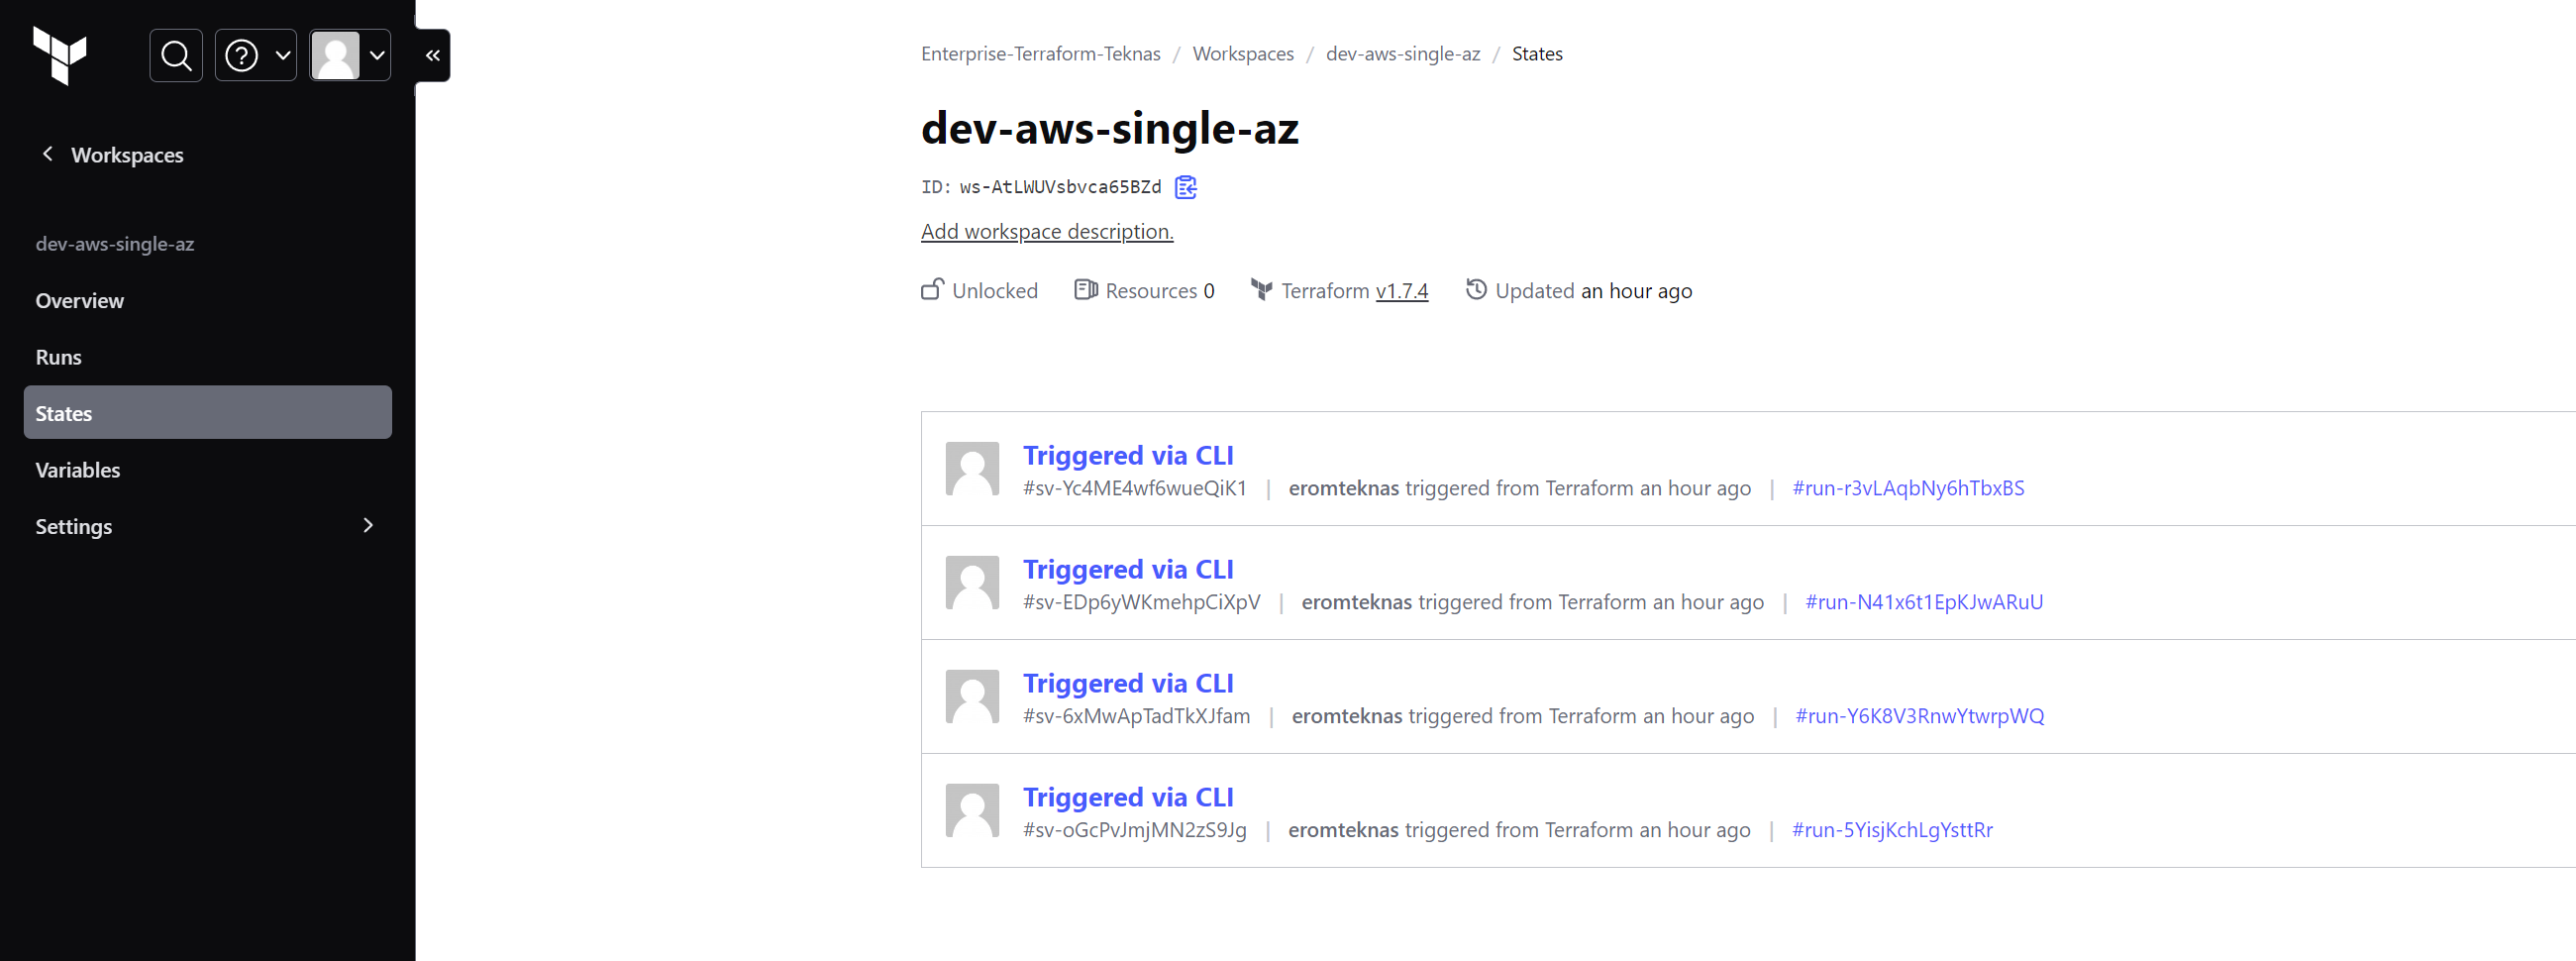 Workspaces
dev-aws-single-az
Overview
Runs
States
Variables
Settings
Enterprise-Terraform-Teknas / Workspaces / dev-aws-single-az / States
dev-aws-single-az
ID: ws-AtLWUVsbvca65BZd
Add workspace description.
Unlocked Resources 0 Terraform v1.7.4 Updated an hour ago
Triggered via CLI
#sv-Yc4ME4wf6wueQiK1 | eromteknas triggered from Terraform an hour ago | #run-r3vLAqbNy6hTbxBS
Triggered via CLI
#sv-EDp6yWKmehpCiXpV | eromteknas triggered from Terraform an hour ago | #run-N41x6t1EpKJwARuU
Triggered via CLI
#sv-6xMwApTadTkXJfam | eromteknas triggered from Terraform an hour ago | #run-Y6K8V3RnwYtwrpWQ
Triggered via CLI
#sv-oGcPvJmjMN2zS9Jg | eromteknas triggered from Terraform an hour ago | #run-5YisjKchLgYsttRr